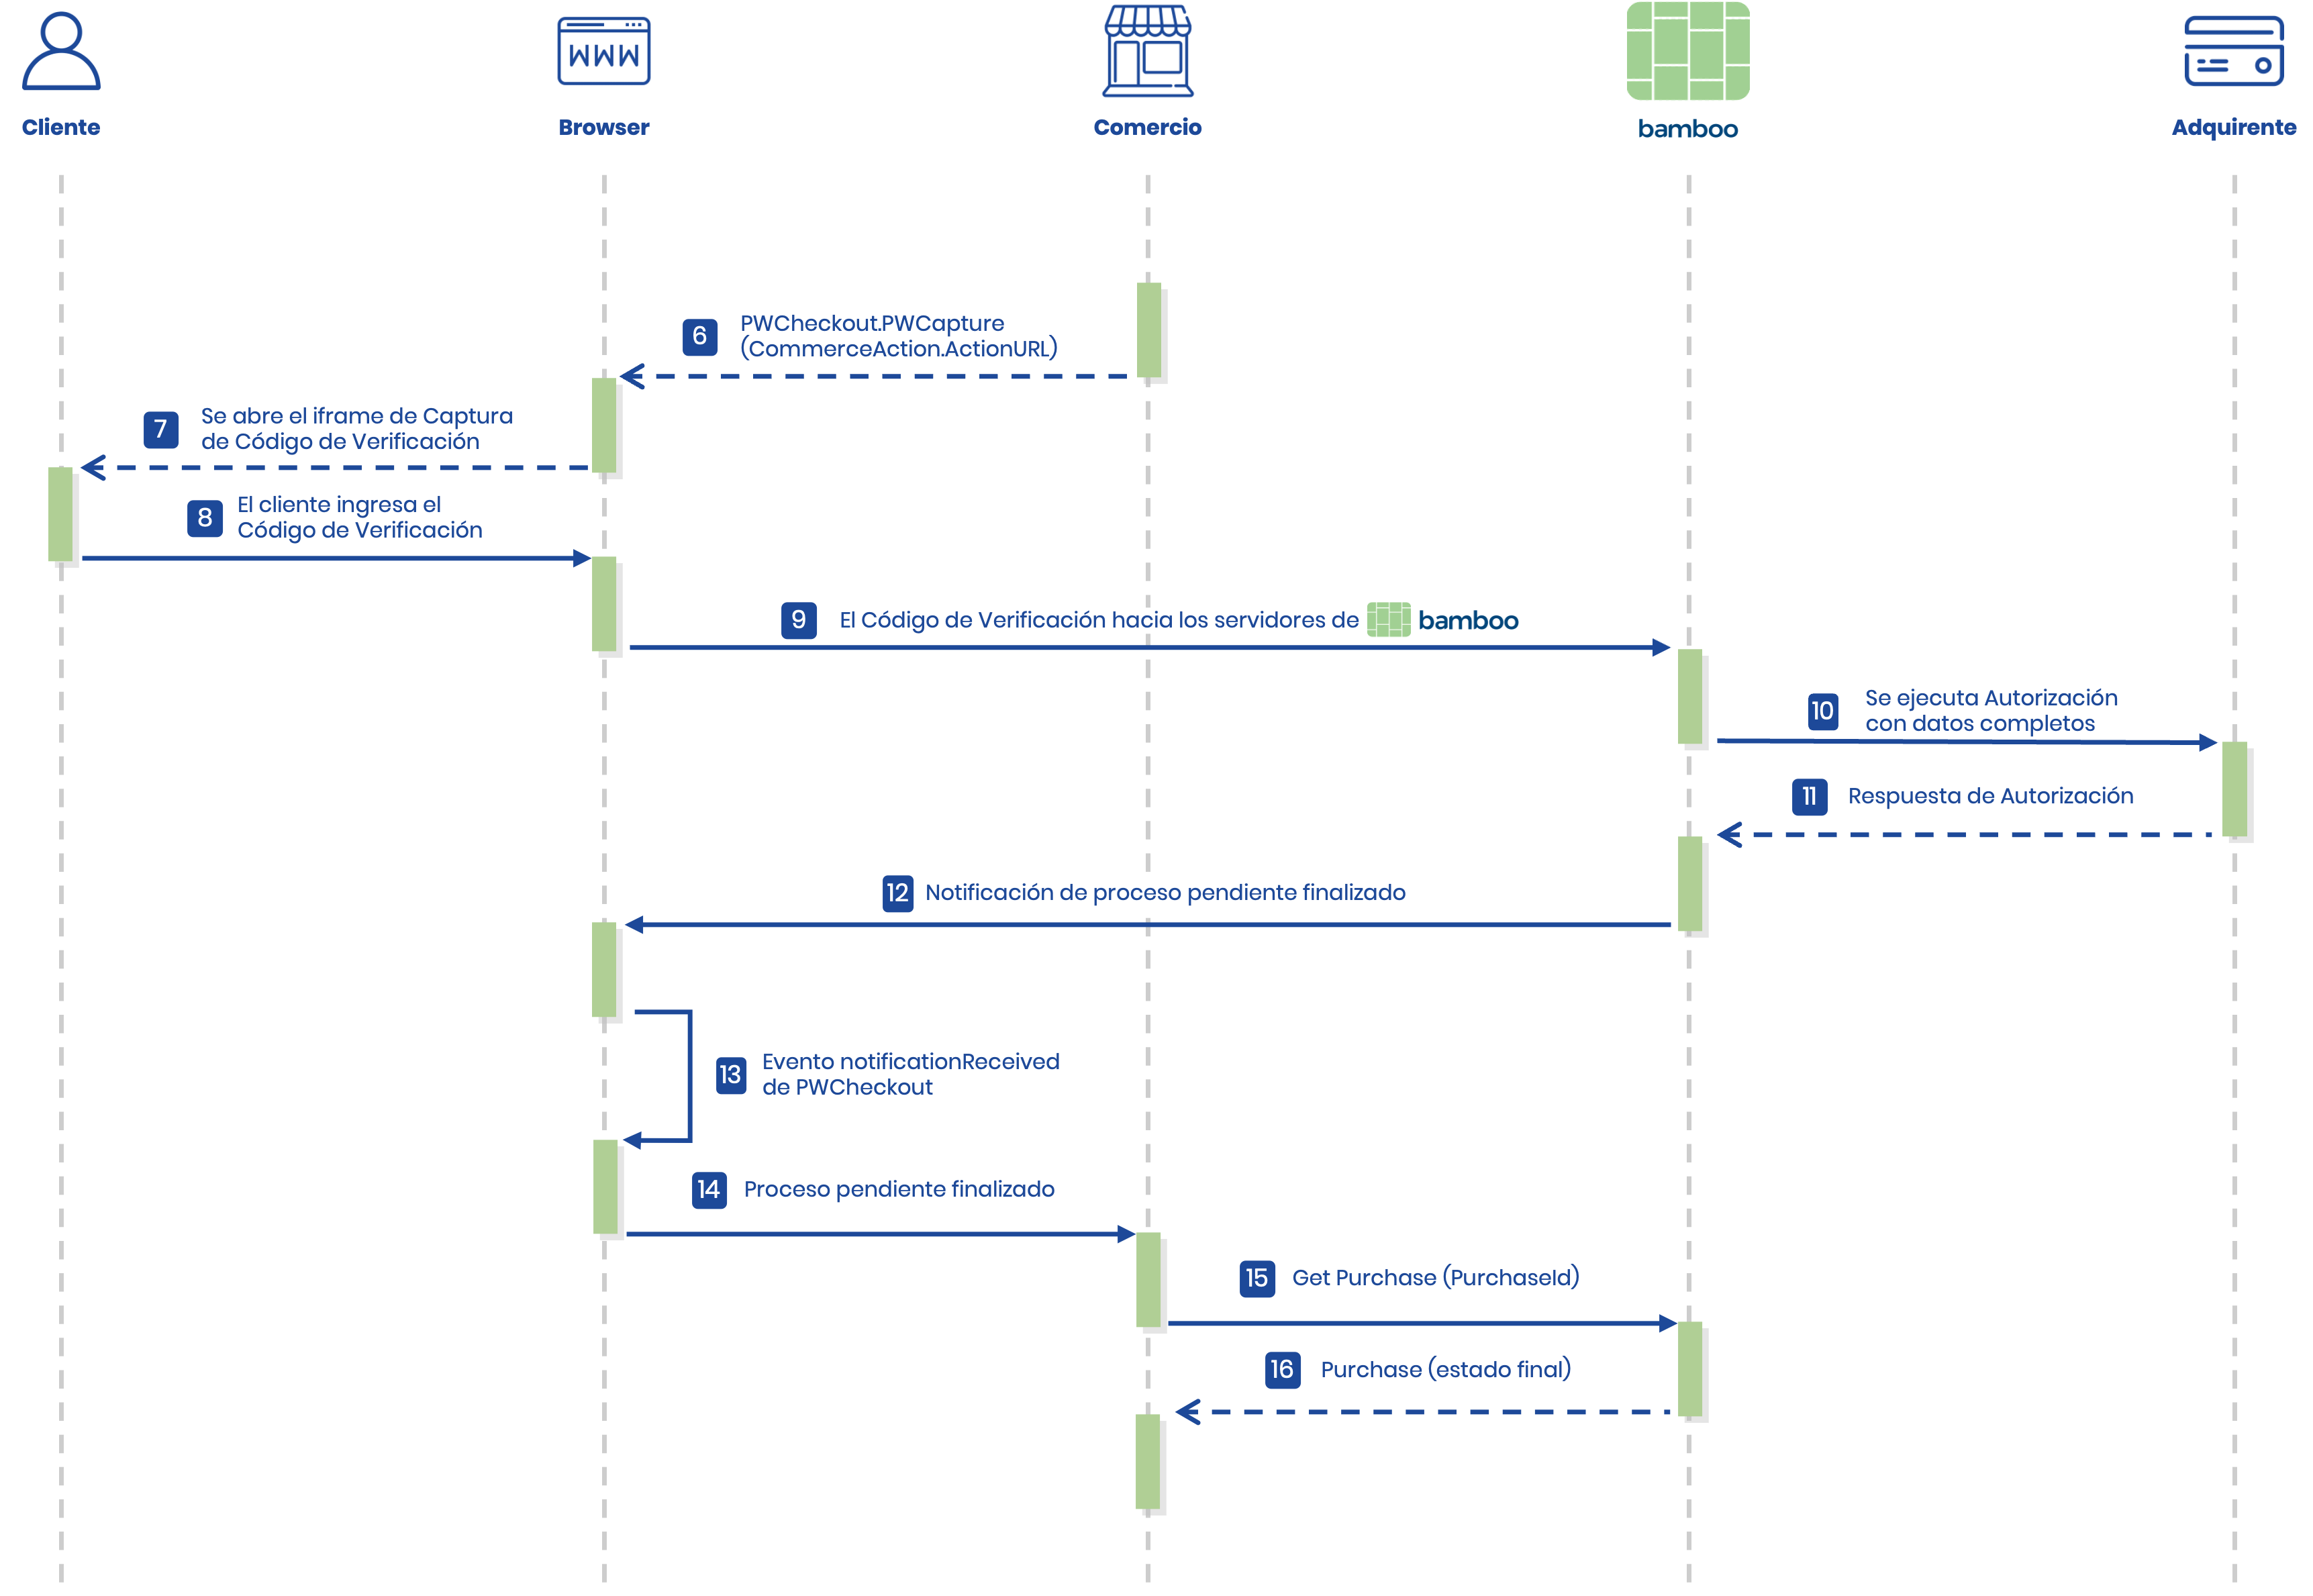 WWW
Cliente
Browser
Comercio
bamboo
Adquirente
6
PWCheckout.PWCapture
(CommerceAction.ActionURL)
7
Se abre el iframe de Captura
de Código de Verificación
8
El cliente ingresa el
Código de Verificación
9
El Código de Verificación hacia los servidores de bamboo
10
Se ejecuta Autorización
con datos completos
11
Respuesta de Autorización
12
Notificación de proceso pendiente finalizado
13
Evento notificationReceived
de PWCheckout
14
Proceso pendiente finalizado
15
Get Purchase (PurchaseId)
16
Purchase (estado final)